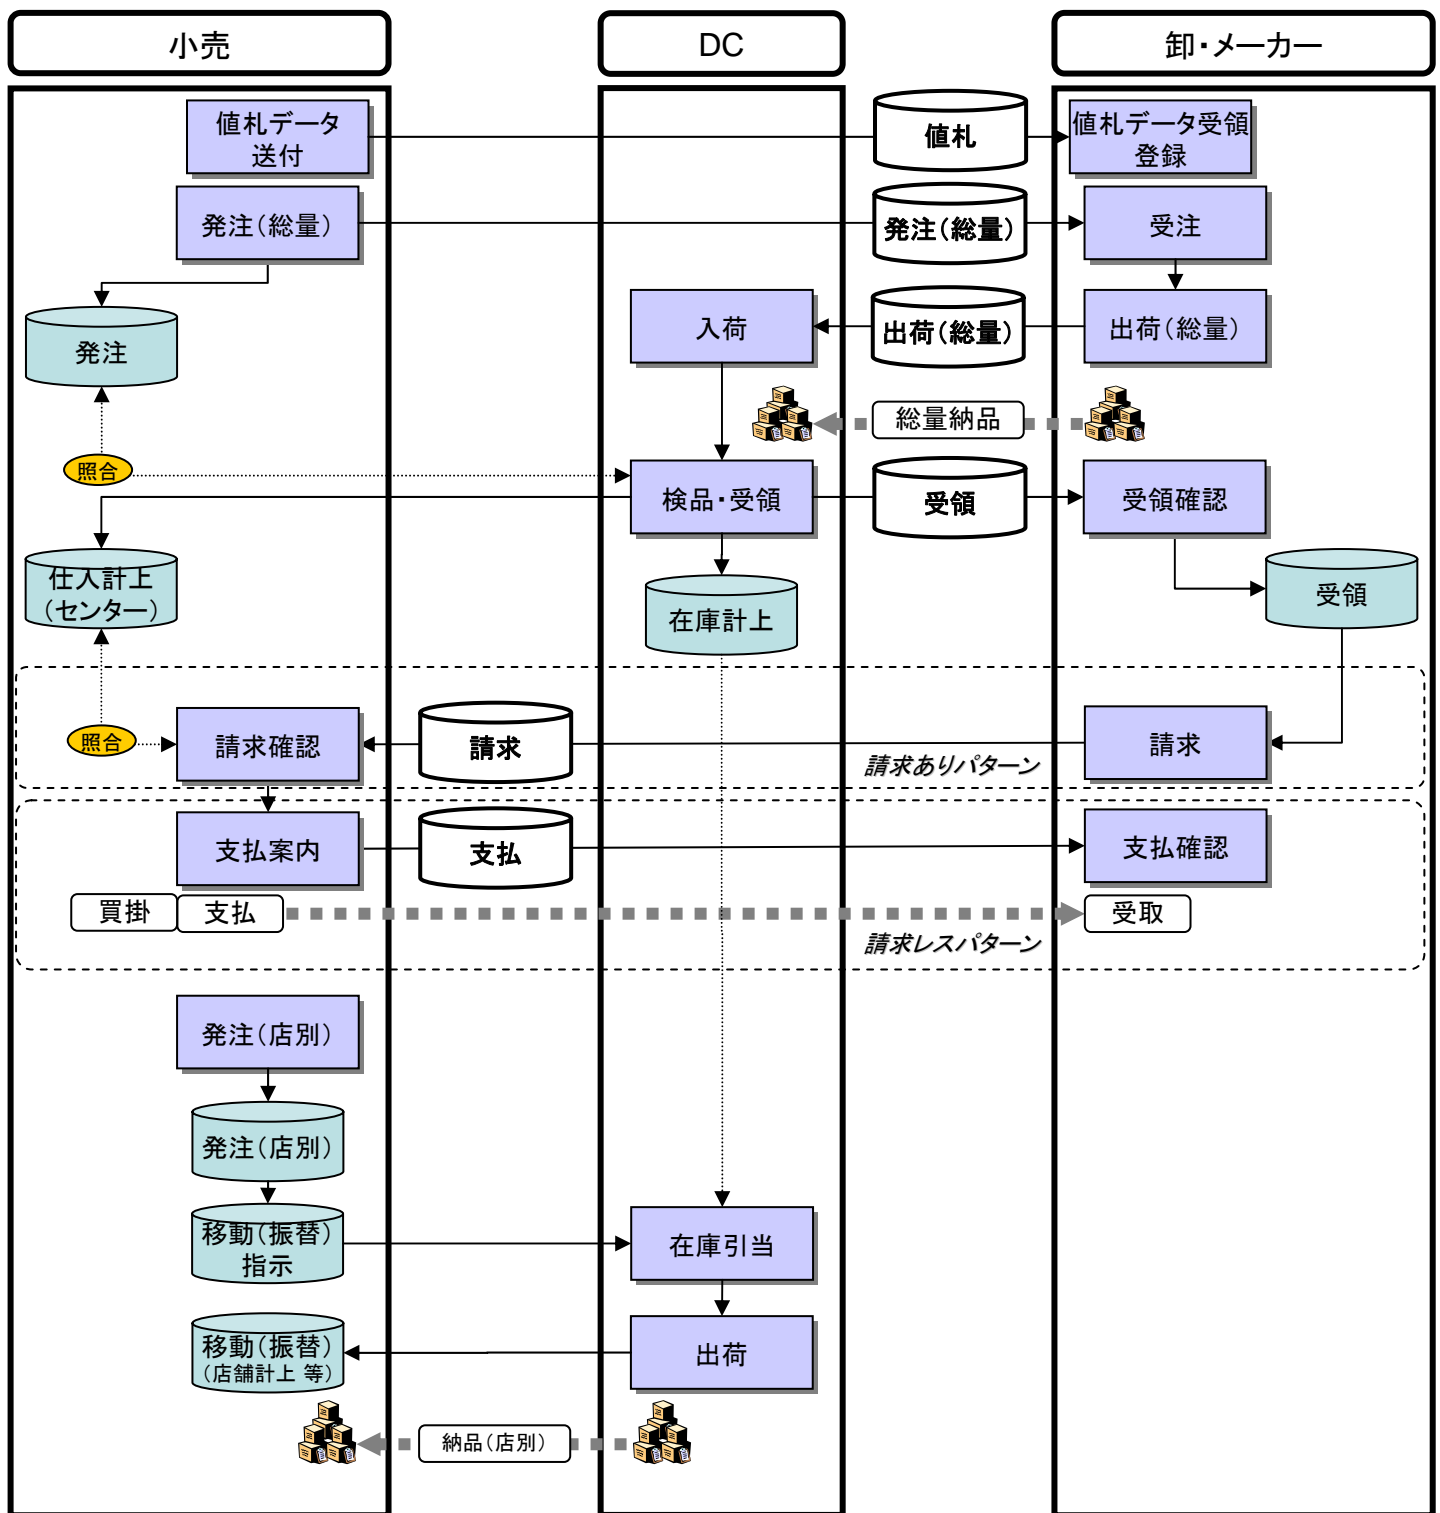 小売
DC
卸・メーカー
値札データ
送付
値札
値札データ受領
登録
発注（総量）
発注（総量）
受注
発注
入荷
出荷（総量）
出荷（総量）
総量納品
照合
検品・受領
受領
受領確認
仕入計上
（センター）
在庫計上
受領
照合
請求確認
請求
請求
請求ありパターン
支払案内
支払
支払確認
買掛
支払
受取
請求レスパターン
発注（店別）
発注（店別）
移動（振替）
指示
在庫引当
移動（振替）
（店舗計上 等）
出荷
納品（店別）